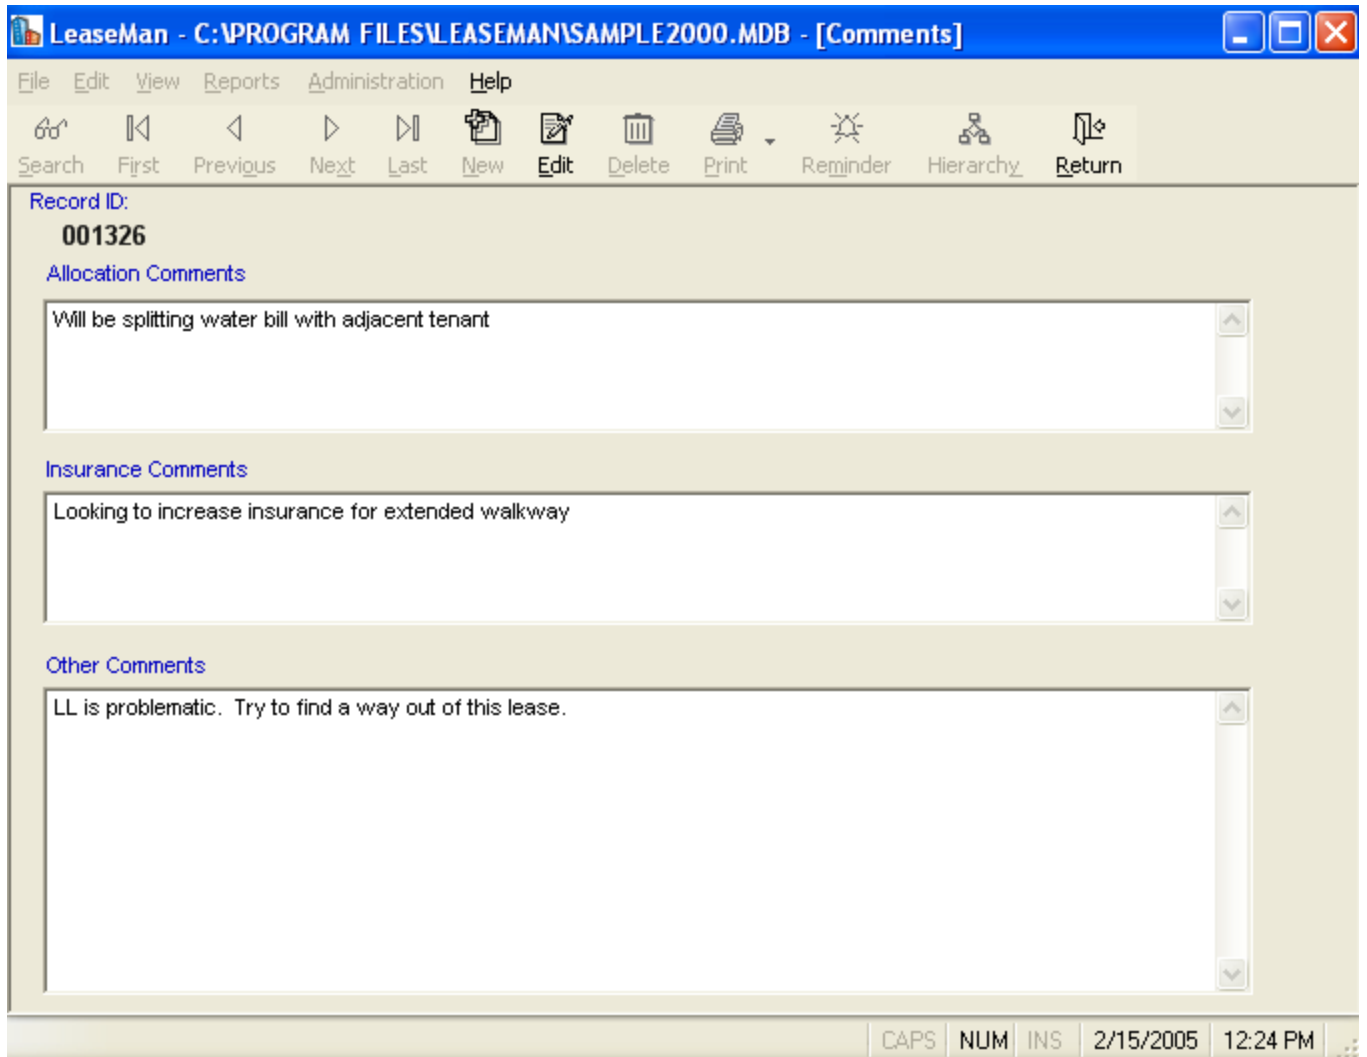 LeaseMan - C:\PROGRAM FILES\LEASEMAN\SAMPLE2000.MDB - [Comments]
File Edit View Reports Administration Help
Search First Previous Next Last New Edit Delete Print Reminder Hierarchy Return
Record ID:
001326
Allocation Comments
Will be splitting water bill with adjacent tenant
Insurance Comments
Looking to increase insurance for extended walkway
Other Comments
LL is problematic.  Try to find a way out of this lease.
CAPS NUM INS 2/15/2005 12:24 PM